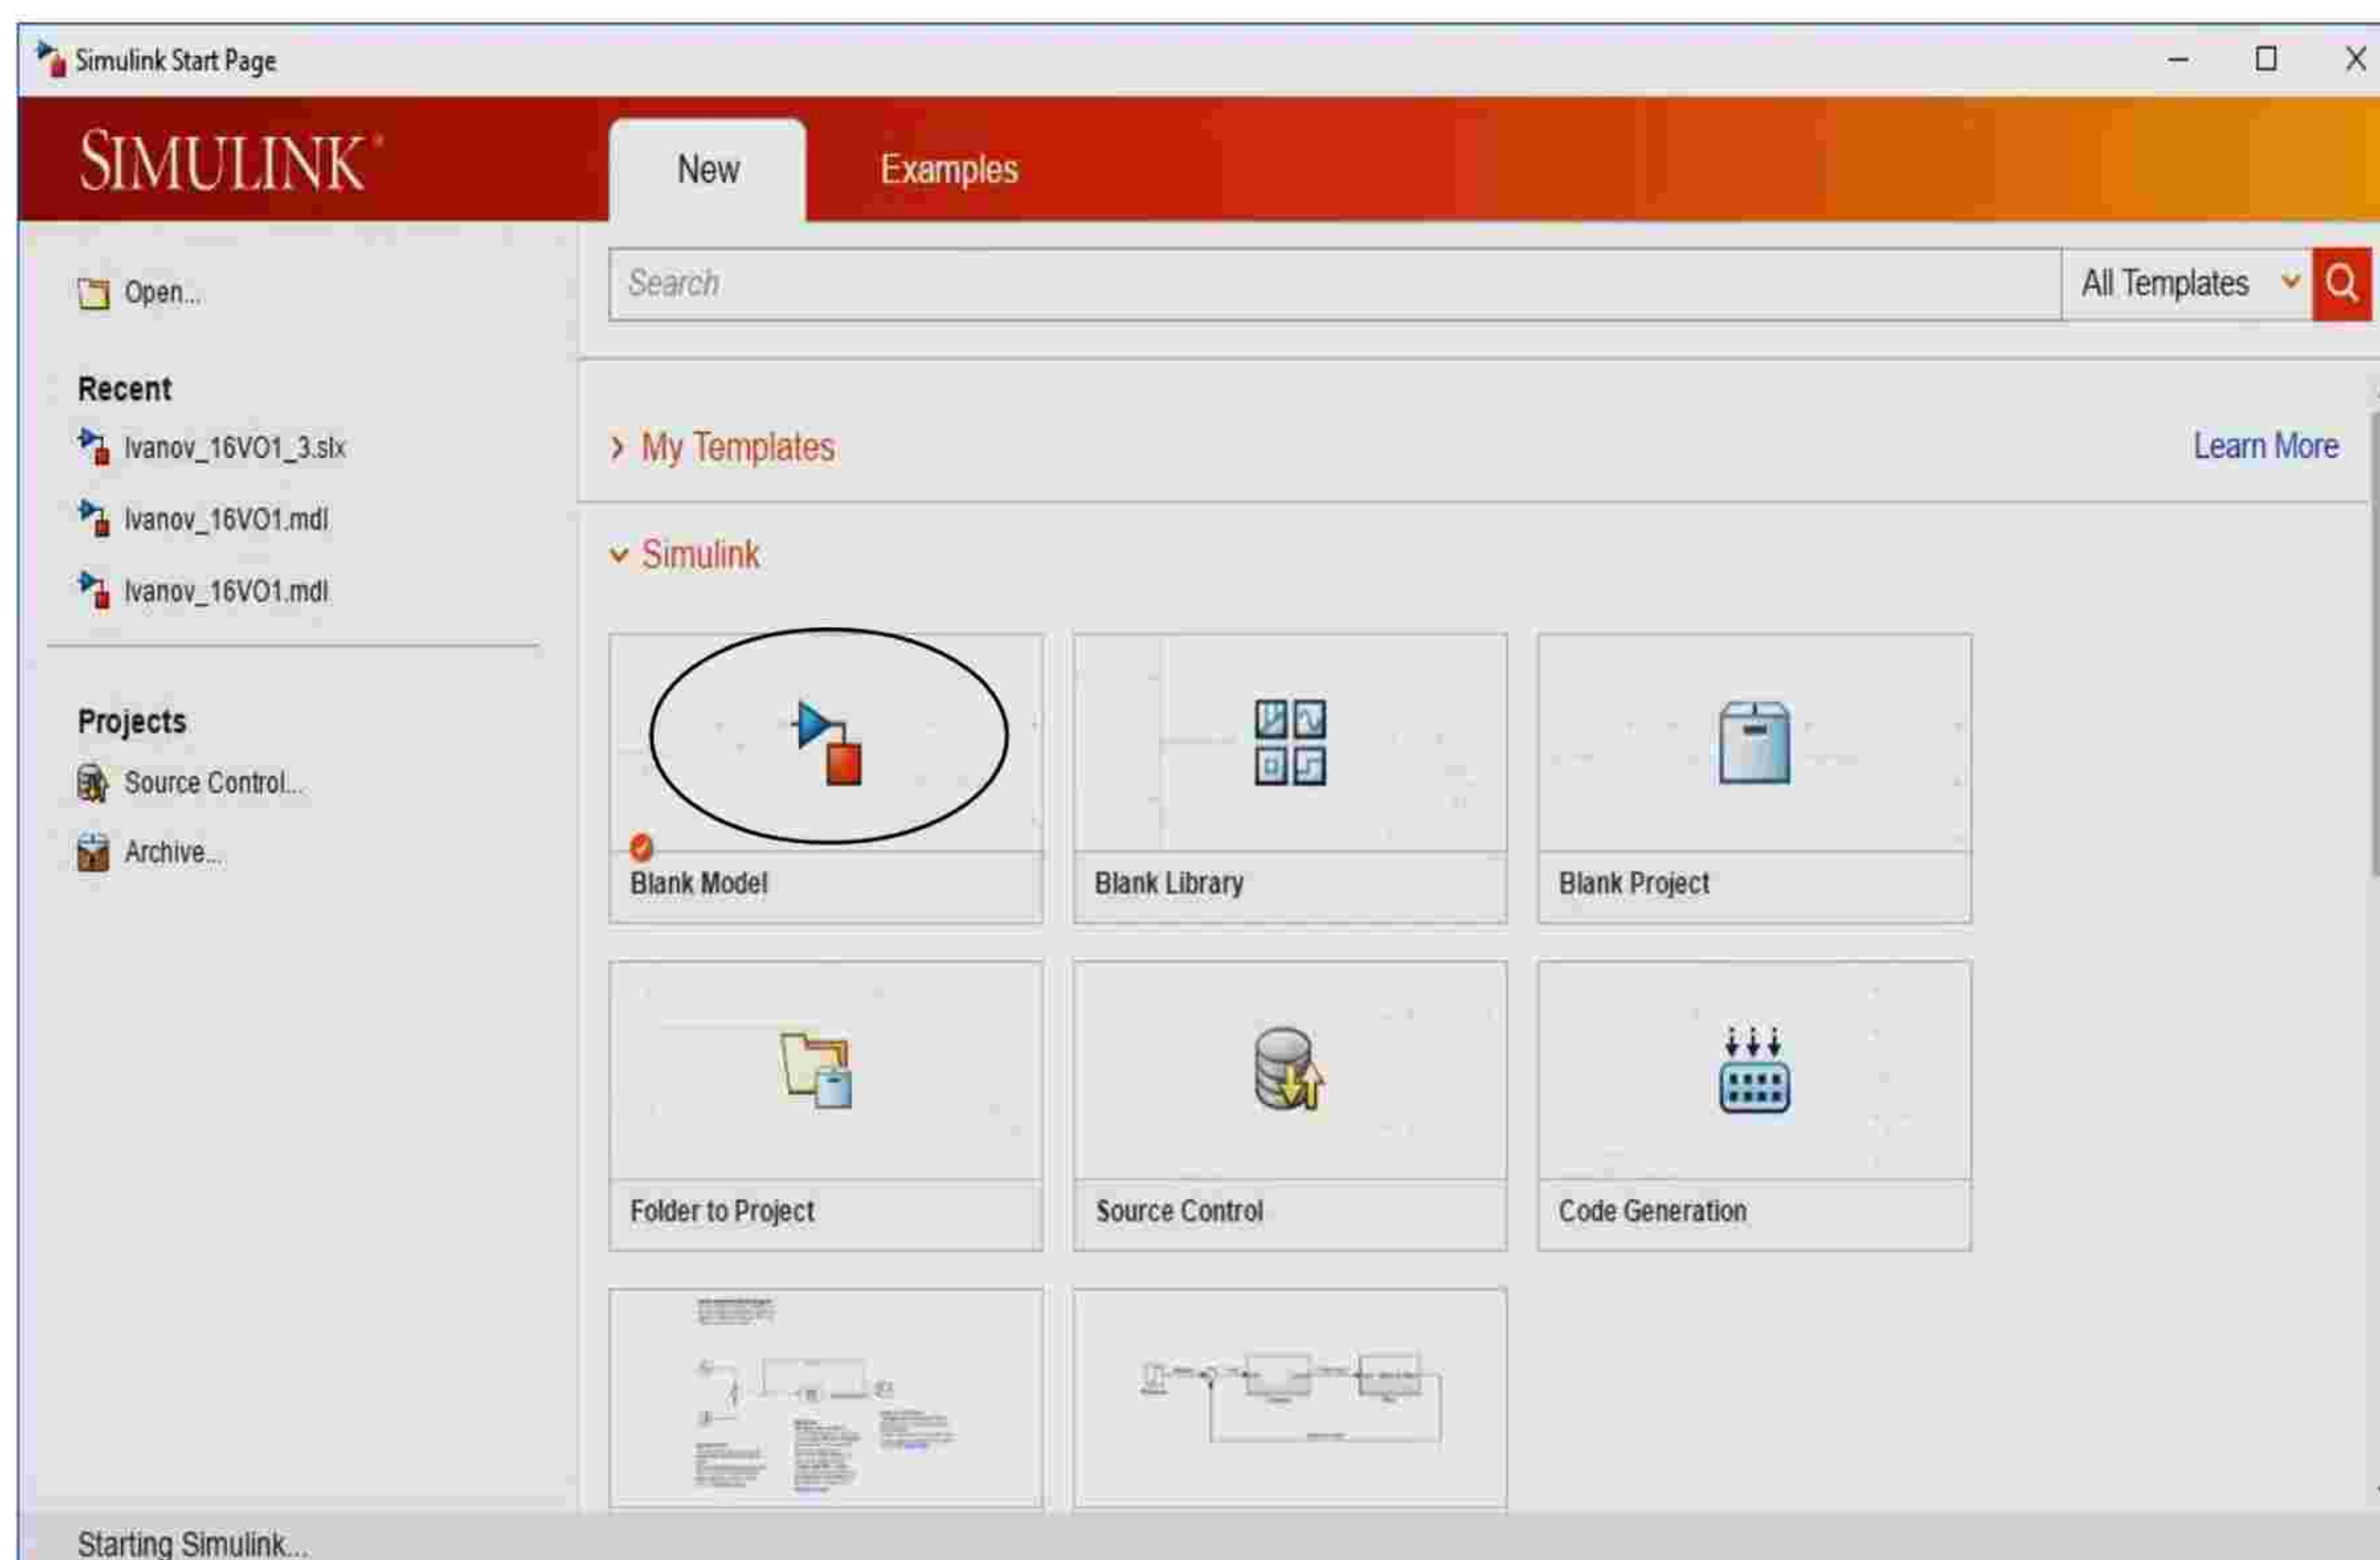 Simulink Start Page
SIMULINK®
New
Examples
Open...
Search
All Templates
Recent
Ivanov_16VO1_3.slx
Ivanov_16VO1.mdl
Ivanov_16VO1.mdl
My Templates
Learn More
Simulink
Projects
Source Control...
Archive...
Blank Model
Blank Library
Blank Project
Folder to Project
Source Control
Code Generation
Starting Simulink...